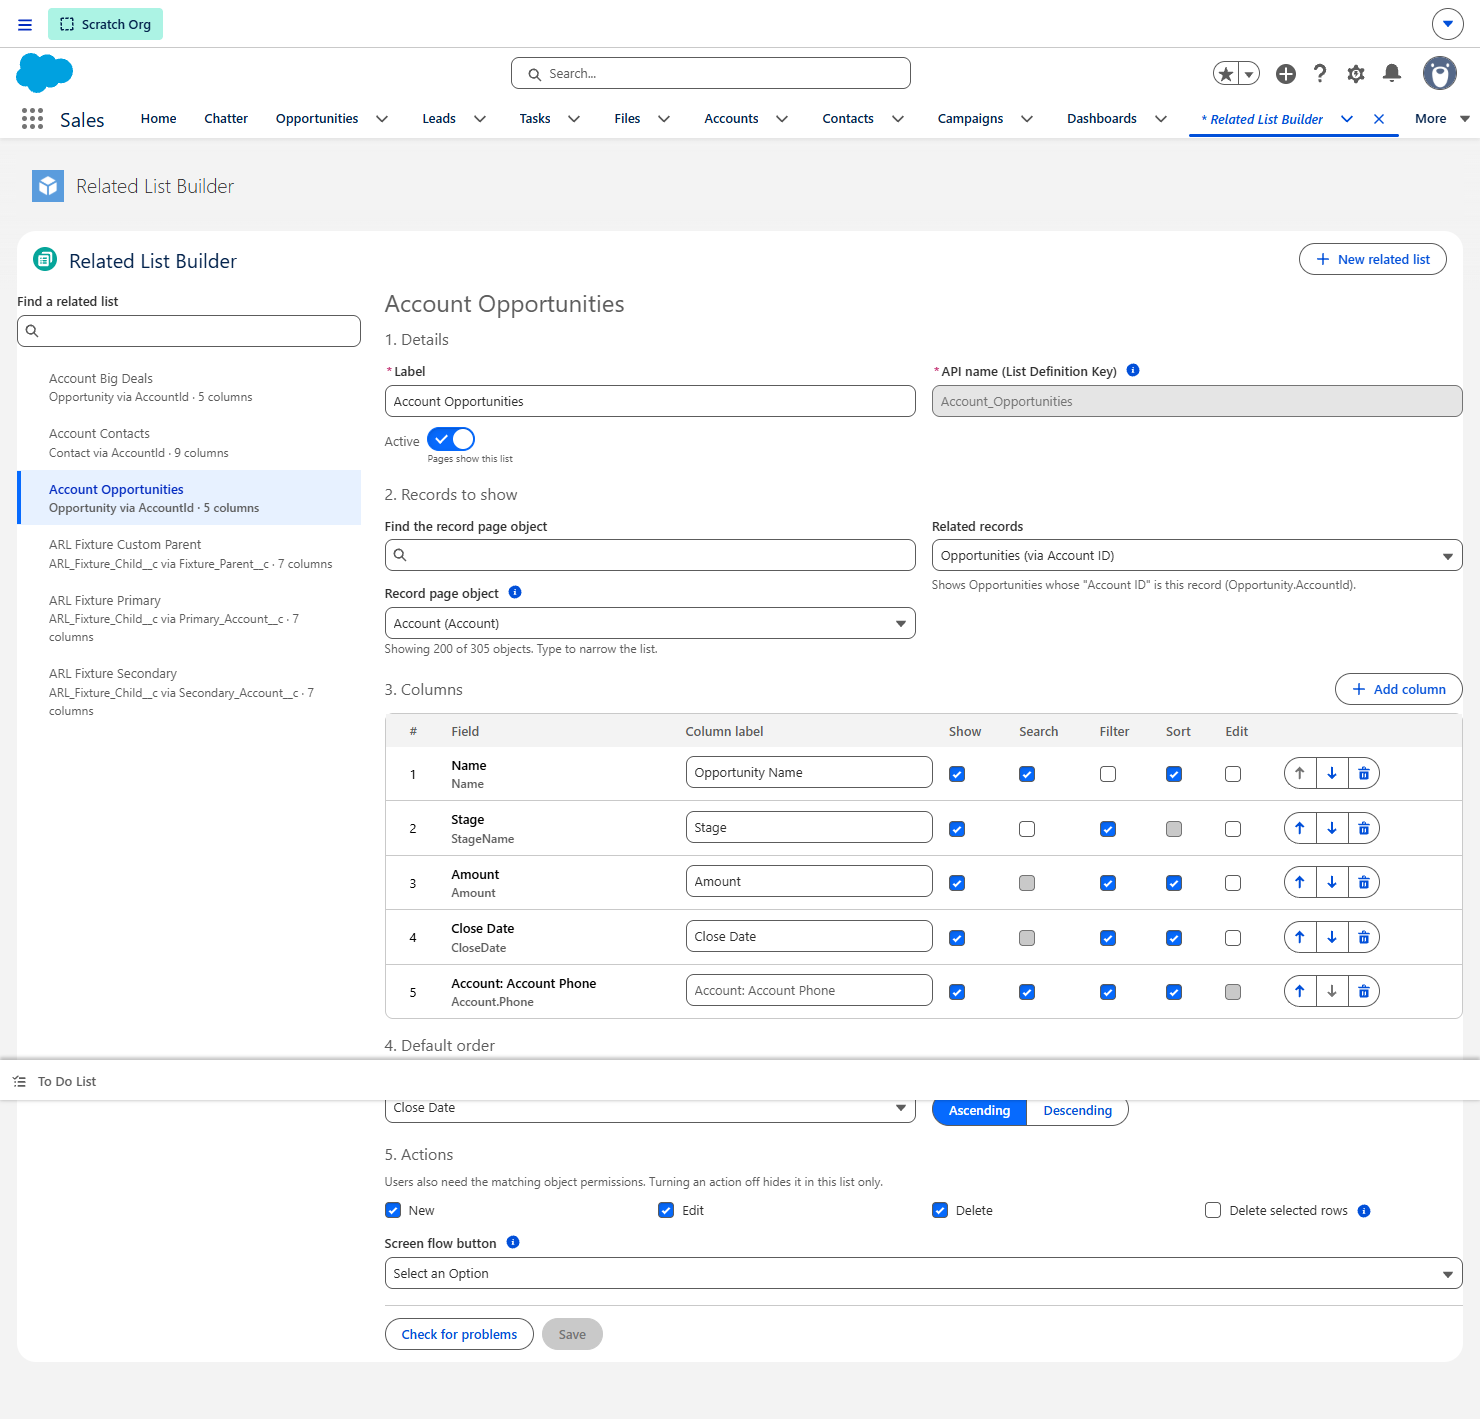 Scratch Org
Search...
Sales
Home
Chatter
Opportunities
Leads
Tasks
Files
Accounts
Contacts
Campaigns
Dashboards
* Related List Builder
More
Related List Builder
Related List Builder
New related list
Find a related list
Account Big Deals
Opportunity via AccountId · 5 columns
Account Contacts
Contact via AccountId · 9 columns
Account Opportunities
Opportunity via AccountId · 5 columns
ARL Fixture Custom Parent
ARL_Fixture_Child__c via Fixture_Parent__c · 7 columns
ARL Fixture Primary
ARL_Fixture_Child__c via Primary_Account__c · 7
columns
ARL Fixture Secondary
ARL_Fixture_Child__c via Secondary_Account__c · 7
columns
Account Opportunities
1. Details
* Label
* API name (List Definition Key)
Account Opportunities
Account_Opportunities
Active
Pages show this list
2. Records to show
Find the record page object
Related records
Opportunities (via Account ID)
Shows Opportunities whose "Account ID" is this record (Opportunity.AccountId).
Record page object
Account (Account)
Showing 200 of 305 objects. Type to narrow the list.
3. Columns
Add column
# Field Column label Show Search Filter Sort Edit
1 Name Opportunity Name
Name
2 Stage Stage
StageName
3 Amount Amount
Amount
4 Close Date Close Date
CloseDate
5 Account: Account Phone Account: Account Phone
Account.Phone
4. Default order
To Do List
Close Date
Ascending
Descending
5. Actions
Users also need the matching object permissions. Turning an action off hides it in this list only.
New
Edit
Delete
Delete selected rows
Screen flow button
Select an Option
Check for problems
Save